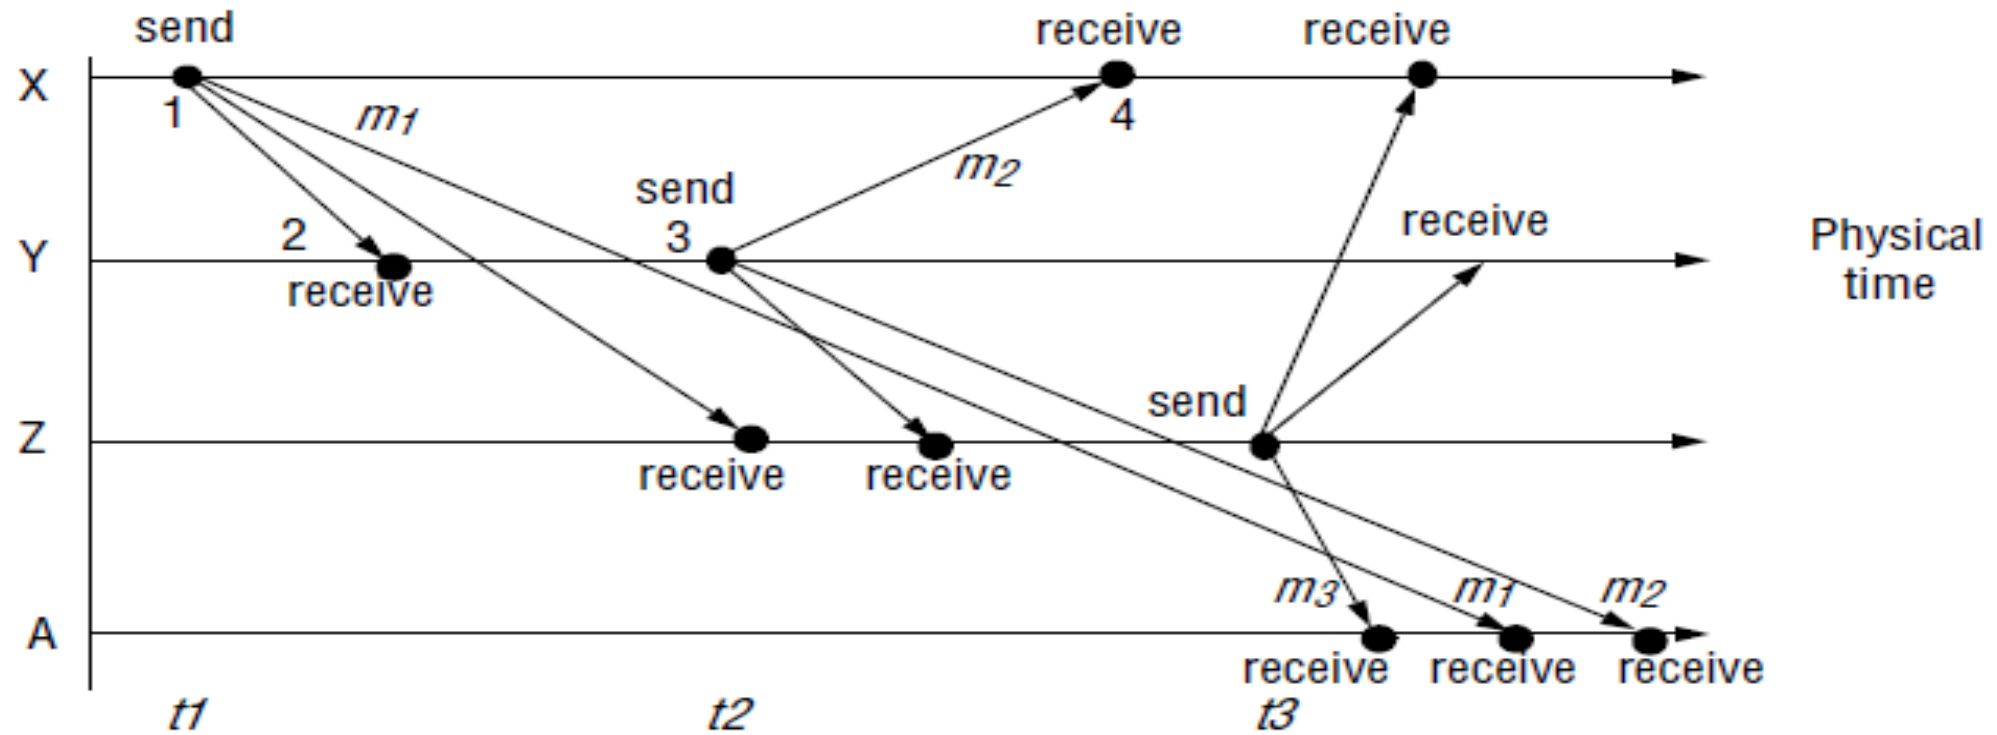 send
receive
receive
X
1
m1
4
m2
send
receive
2
3
Y
Physical
time
receive
send
Z
receive
receive
m3
m1
m2
A
receive
receive
receive
t1
t2
t3